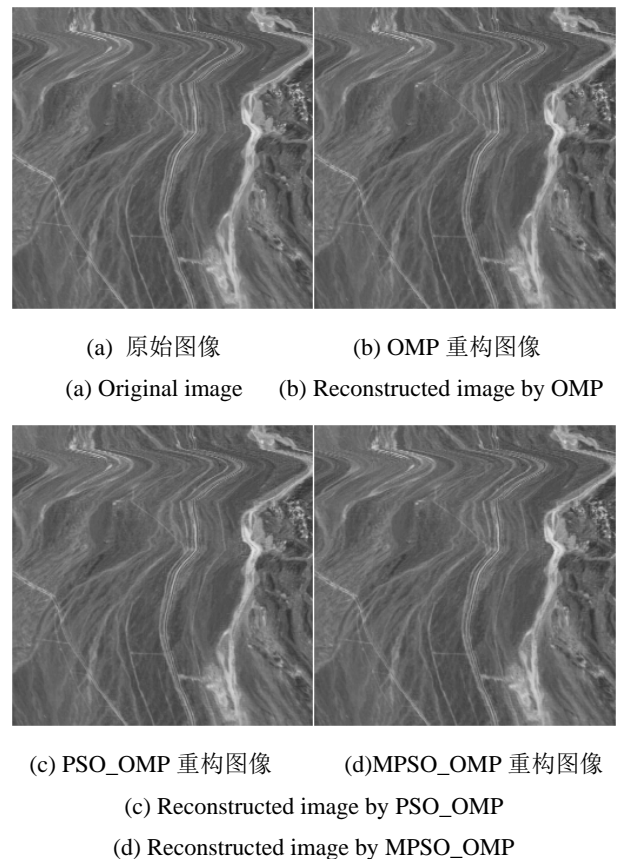 (a) 原始图像 (b) OMP 重构图像
(a) Original image (b) Reconstructed image by OMP
(c) PSO_OMP 重构图像 (d)MPSO_OMP 重构图像
(c) Reconstructed image by PSO_OMP
(d) Reconstructed image by MPSO_OMP